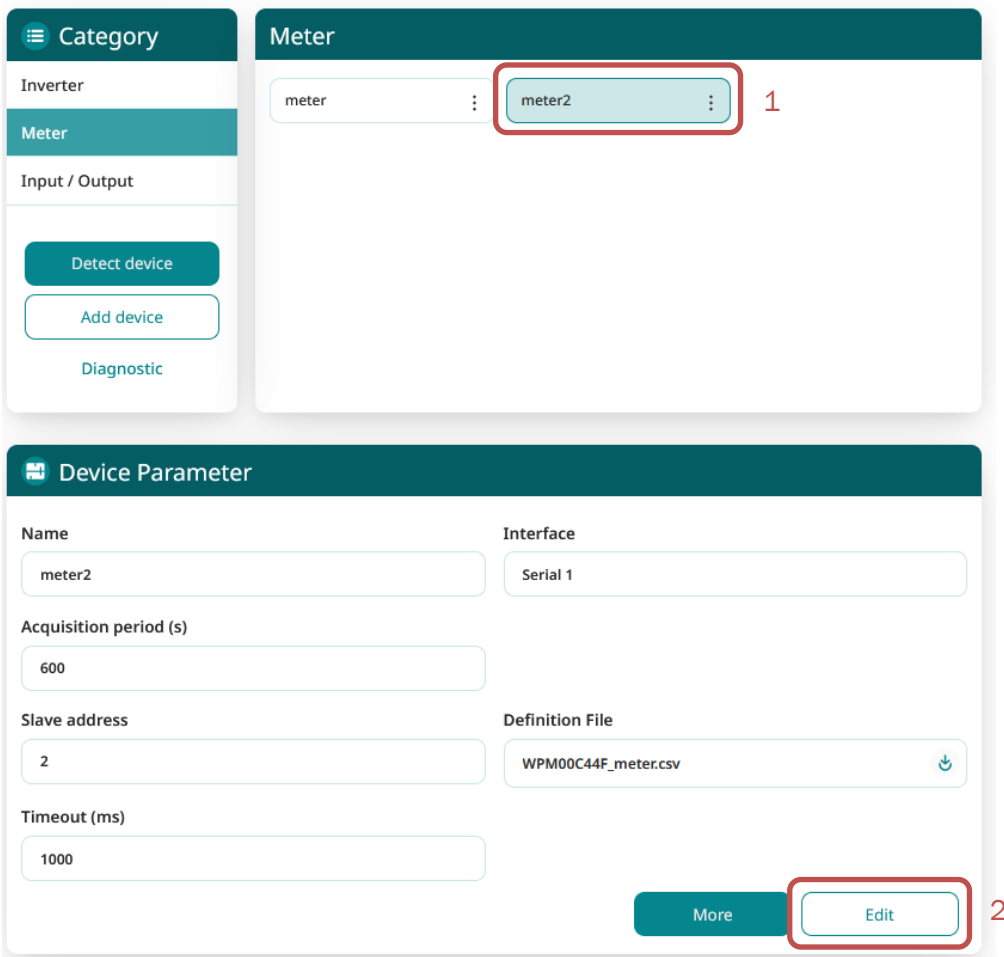 Category
Inverter
Meter
Input / Output
Detect device
Add device
Diagnostic
Meter
meter
meter2
1
Device Parameter
Name
Interface
meter2
Serial 1
Acquisition period (s)
600
Slave address
Definition File
2
WPM00C44F_meter.csv
Timeout (ms)
1000
More
Edit
2